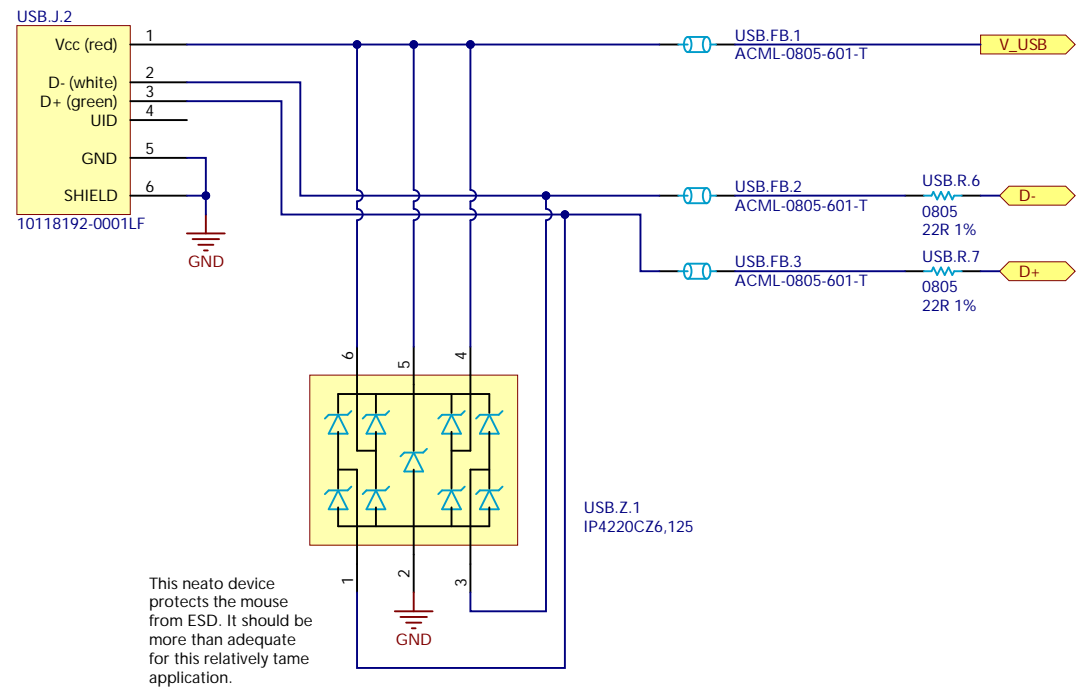 USB.J.2
Vcc (red)
1
D- (white)
2
D+ (green)
3
UID
4
GND
5
SHIELD
6
10118192-0001LF
GND
USB.FB.1
ACML-0805-601-T
V_USB
USB.FB.2
ACML-0805-601-T
USB.R.6
0805
22R 1%
D-
USB.FB.3
ACML-0805-601-T
USB.R.7
0805
22R 1%
D+
6
5
4
USB.Z.1
IP4220CZ6,125
1
2
3
GND
This neato device
protects the mouse
from ESD. It should be
more than adequate
for this relatively tame
application.